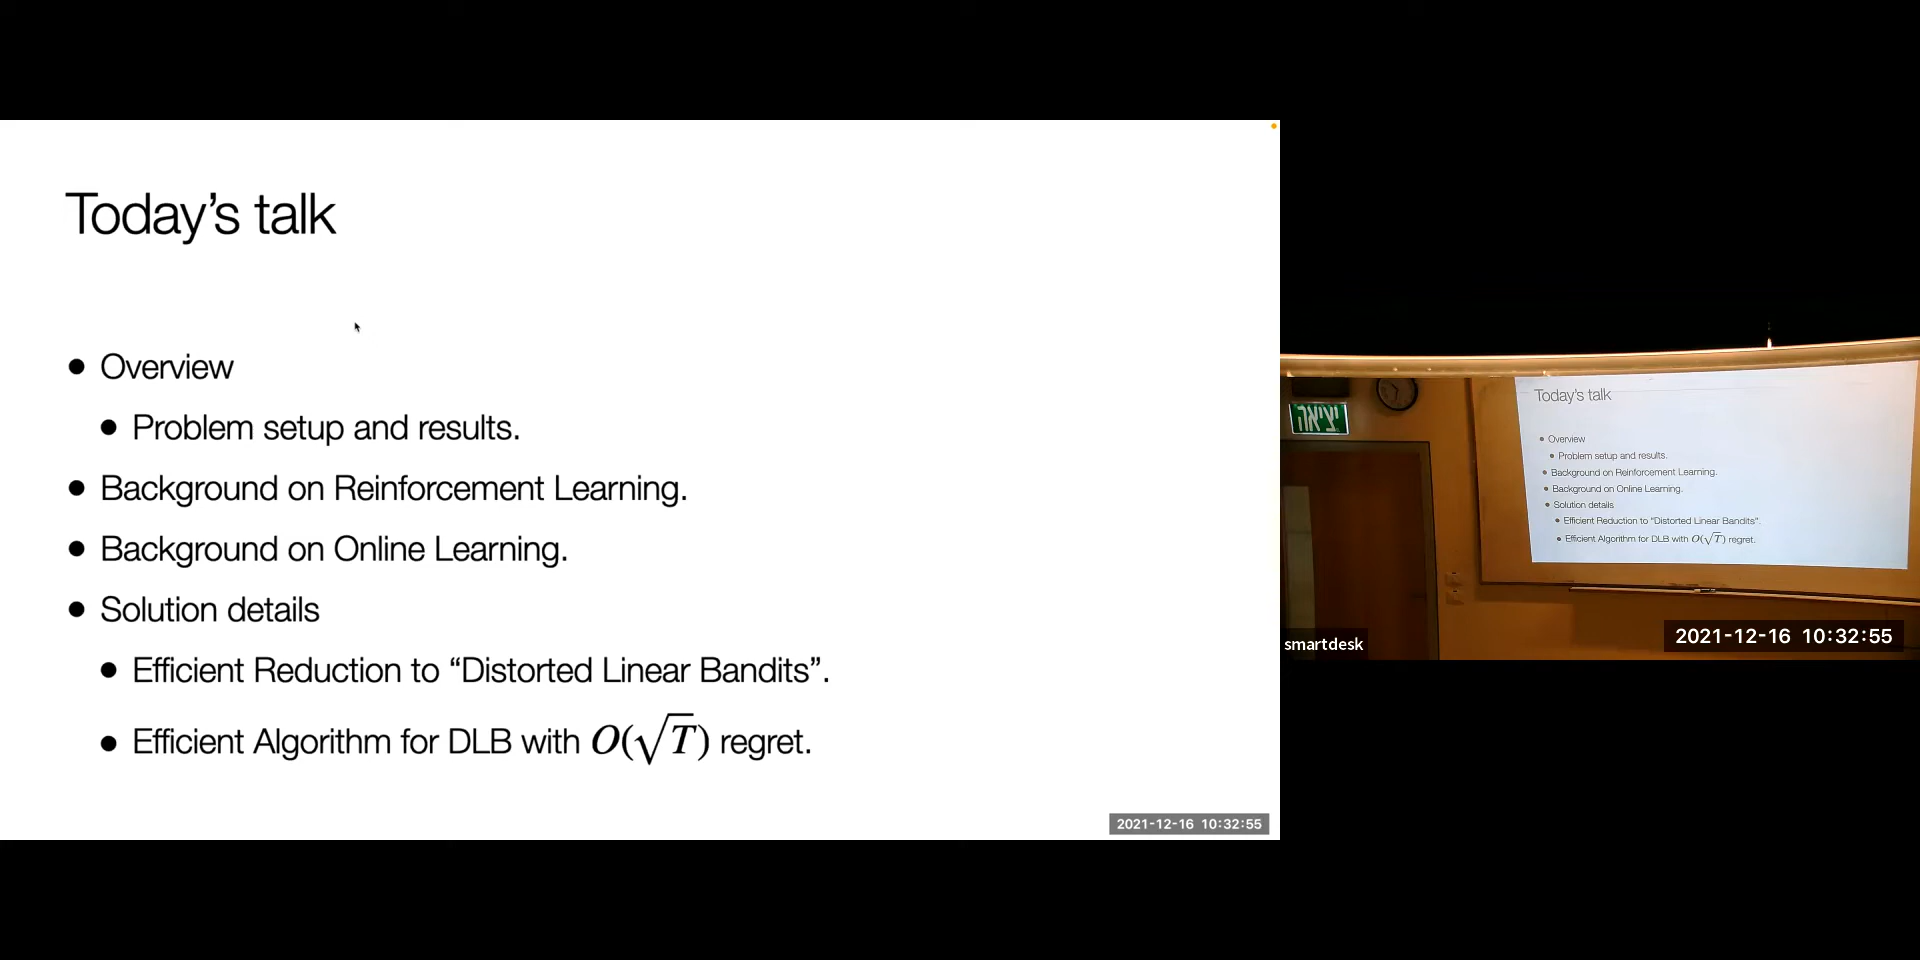 Today’s talk
● Overview
● Problem setup and results.
● Background on Reinforcement Learning.
● Background on Online Learning.
● Solution details
● Efficient Reduction to “Distorted Linear Bandits”.
● Efficient Algorithm for DLB with O(√T) regret.
2021-12-16 10:32:55
יציאה
Today's talk
● Overview
● Problem setup and results.
● Background on Reinforcement Learning.
● Background on Online Learning.
● Solution details
● Efficient Reduction to “Distorted Linear Bandits”.
● Efficient Algorithm for DLB with O(√T) regret.
smartdesk
2021-12-16 10:32:55